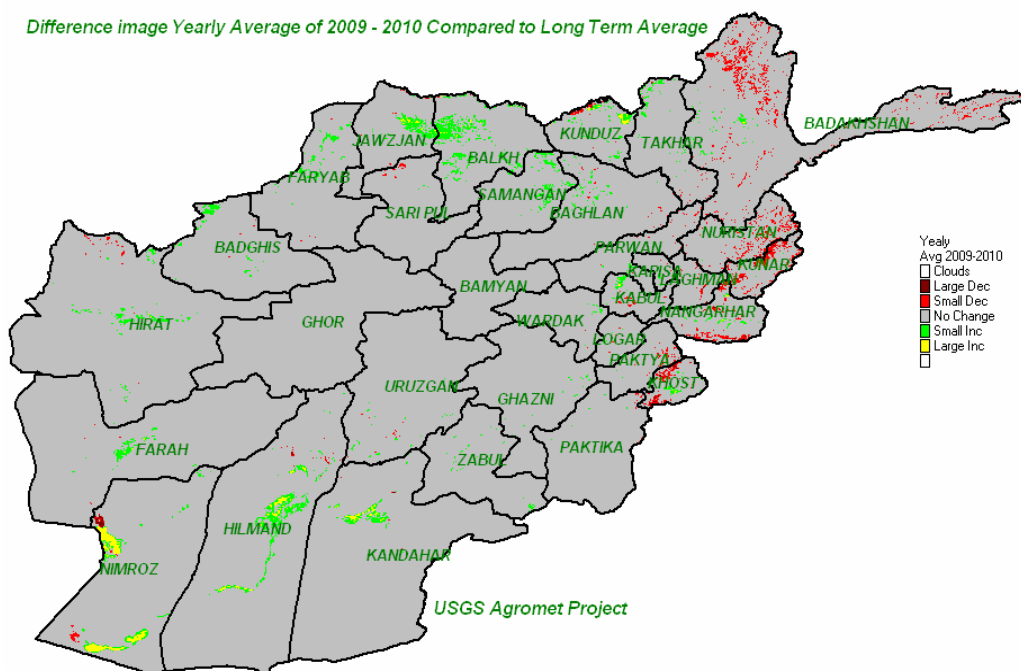 Difference image Yearly Average of 2009 - 2010 Compared to Long Term Average
BADAKHSHAN
KUNDUZ
JAWZJAN
TAKHAR
BALKH
FARYAB
SAMANGAN
SARI PUL
BAGHLAN
NURISTAN
BADGHIS
PARWAN
KUNAR
KAPISA
LAGHMAN
BAMYAN
KABUL
NANGARHAR
HIRAT
GHOR
WARDAK
LOGAR
PAKTYA
KHOST
URUZGAN
GHAZNI
FARAH
ZABUL
PAKTIKA
HILMAND
KANDAHAR
NIMROZ
USGS Agromet Project
Yealy
Avg 2009-2010
Clouds
Large Dec
Small Dec
No Change
Small Inc
Large Inc